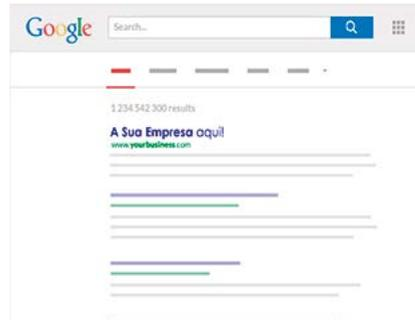 Google
Search...
1 234 542 300 results
A Sua Empresa aqui!
www.yourbusiness.com